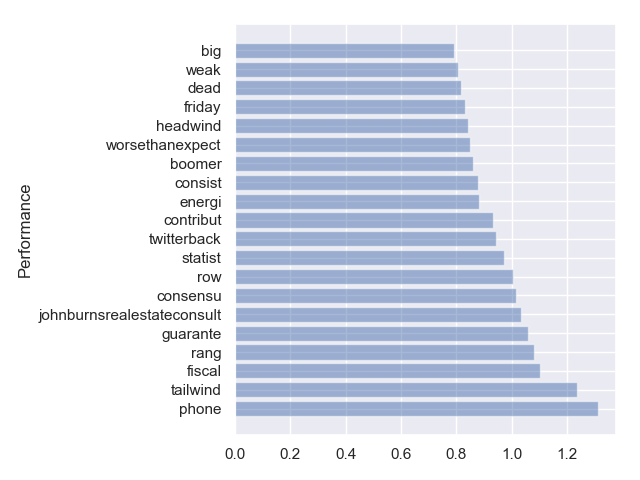 Performance
big
weak
dead
friday
headwind
worsethanexpect
boomer
consist
energi
contribut
twitterback
statist
row
consensu
johnburnsrealestateconsult
guarante
rang
fiscal
tailwind
phone
0.0 0.2 0.4 0.6 0.8 1.0 1.2